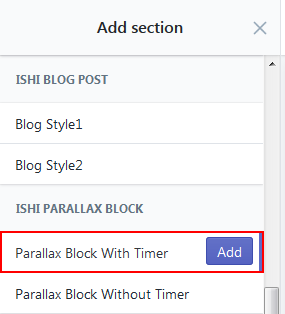 Add section
ISHI BLOG POST
Blog Style1
Blog Style2
ISHI PARALLAX BLOCK
Parallax Block With Timer Add
Parallax Block Without Timer